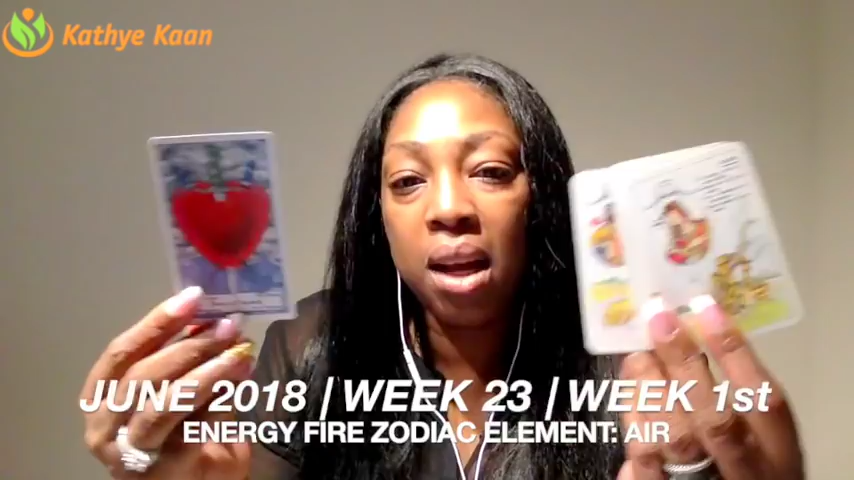 Kathye Kaan
JUNE 2018 | WEEK 23 | WEEK 1st
ENERGY FIRE ZODIAC ELEMENT: AIR